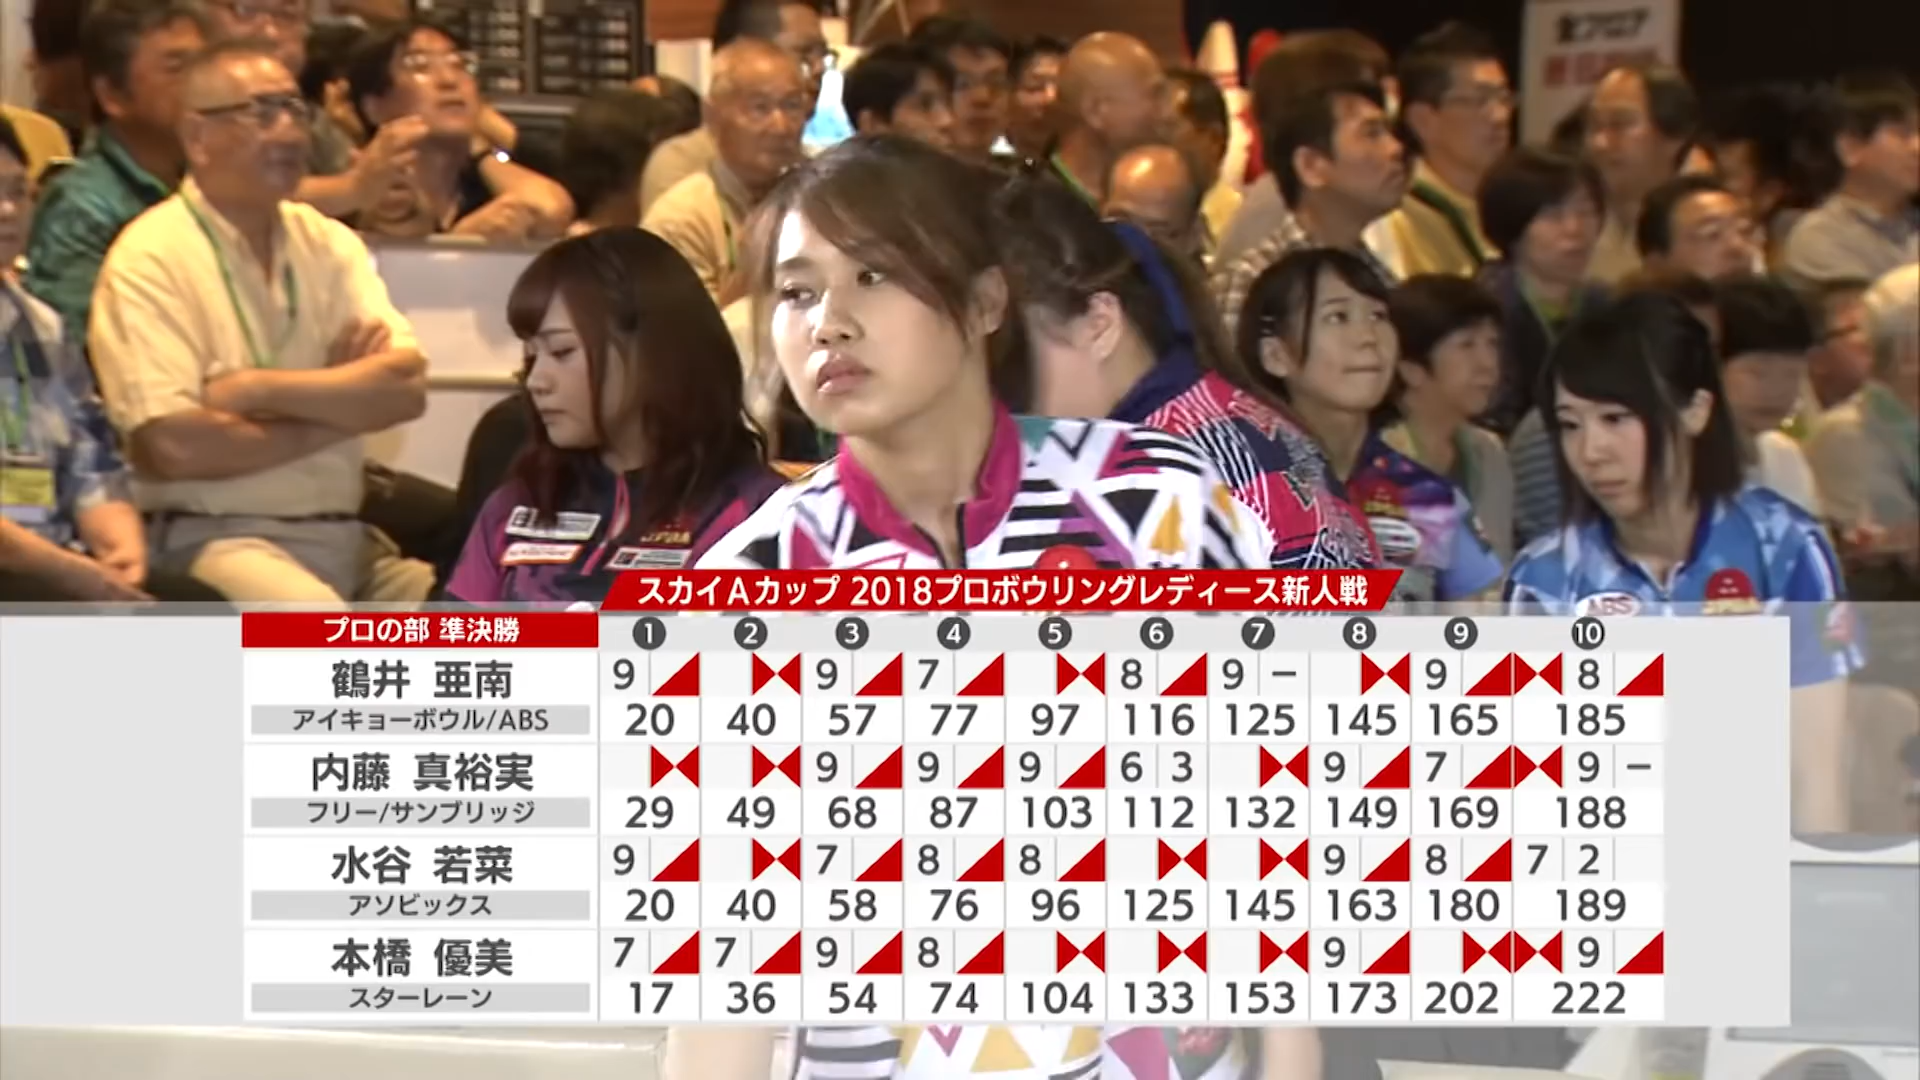 スカイAカップ 2018プロボウリングレディース新人戦
プロの部 準決勝 1 2 3 4 5 6 7 8 9 10
鶴井 亜南 9 9 7 8 9 – 9 8
アイキョーボウル/ABS 20 40 57 77 97 116 125 145 165 185
内藤 真裕実 9 9 9 6 3 9 7 9 –
フリー/サンブリッジ 29 49 68 87 103 112 132 149 169 188
水谷 若菜 9 7 8 8 9 8 7 2
アソビックス 20 40 58 76 96 125 145 163 180 189
本橋 優美 7 7 9 8 9 9
スターレーン 17 36 54 74 104 133 153 173 202 222
ABS